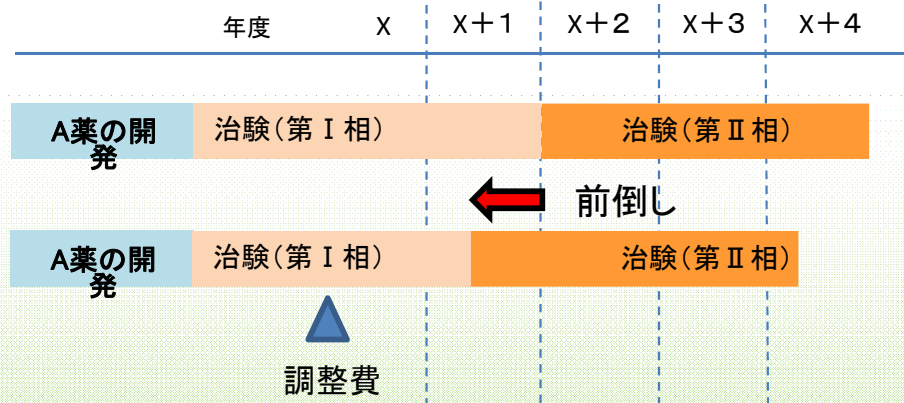 年度 X X+1 X+2 X+3 X+4
A薬の開
発
治験(第Ⅰ相)
治験(第Ⅱ相)
前倒し
A薬の開
発
治験(第Ⅰ相)
治験(第Ⅱ相)
調整費